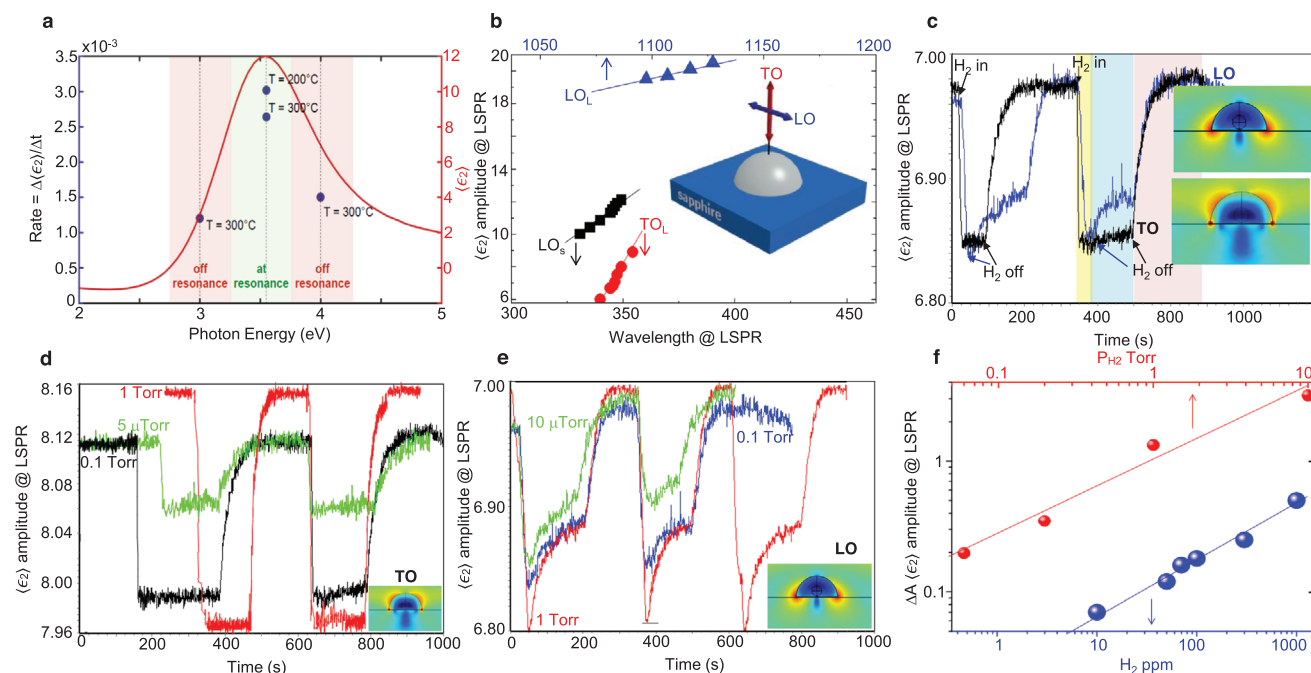 a
x10⁻³
3.5
3.0
2.5
2.0
1.5
1.0
0.5
0
Rate = Δ⟨ϵ₂⟩/Δt
T = 200°C
T = 300°C
T = 300°C
T = 300°C
off resonance
at resonance
off resonance
12
10
8
6
4
2
0
⟨ϵ₂⟩
2 3 4 5
Photon Energy (eV)
b
1050 1100 1150 1200
20
18
16
14
12
10
8
6
⟨ϵ₂⟩ amplitude @ LSPR
LO_L
TO
LO
sapphire
LO_s
TO_L
300 350 400 450
Wavelength @ LSPR
c
7.00
6.90
6.80
⟨ϵ₂⟩ amplitude @ LSPR
H₂ in
H₂ in
LO
TO
H₂ off
H₂ off
0 200 400 600 800 1000
Time (s)
d
8.16
8.12
8.08
8.04
8.00
7.96
⟨ϵ₂⟩ amplitude @ LSPR
1 Torr
5 μTorr
0.1 Torr
TO
0 200 400 600 800 1000
Time (s)
e
7.00
6.90
6.80
⟨ϵ₂⟩ amplitude @ LSPR
10 μTorr
0.1 Torr
LO
1 Torr
0 200 400 600 800 1000
Time (s)
f
P_H2 Torr
0.1 1 10
1
0.1
ΔA ⟨ϵ₂⟩ amplitude @ LSPR
1 10 100 1000
H₂ ppm